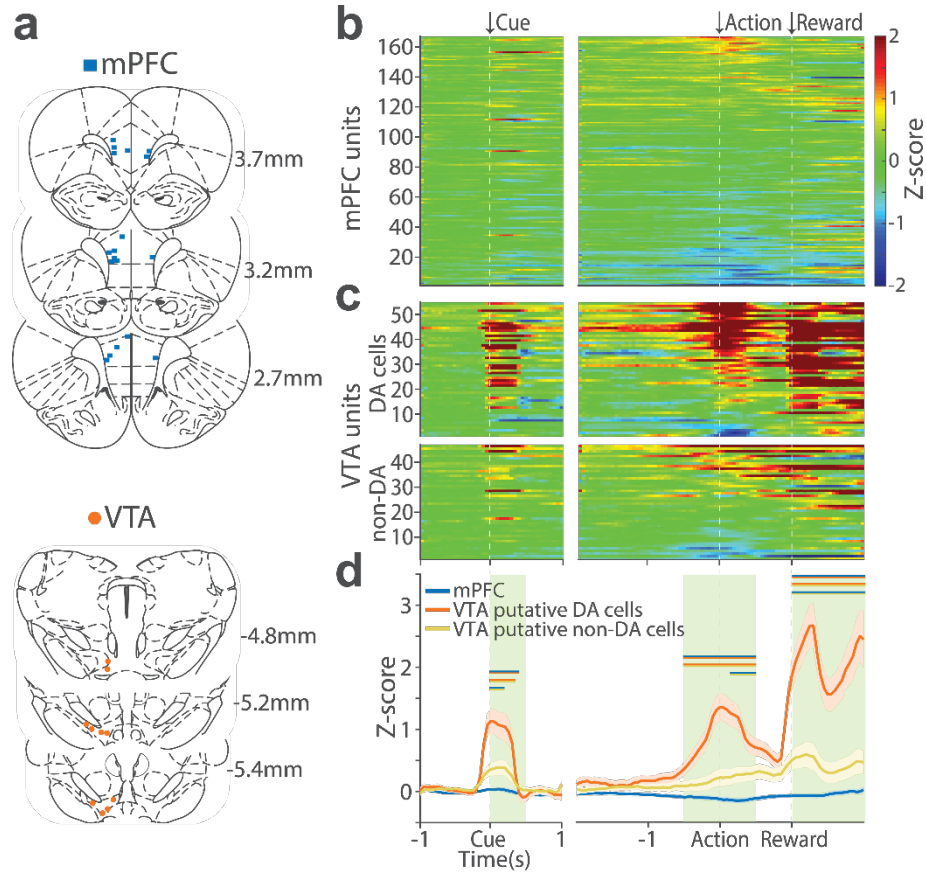 a
mPFC
3.7mm
3.2mm
2.7mm
VTA
-4.8mm
-5.2mm
-5.4mm
b
Cue
Action
Reward
mPFC units
160
140
120
100
80
60
40
20
2
1
0
-1
-2
Z-score
c
VTA units
DA cells
50
40
30
20
10
non-DA
40
30
20
10
d
mPFC
VTA putative DA cells
VTA putative non-DA cells
Z-score
3
2
1
0
-1
Cue
1
-1
Action
Reward
Time(s)